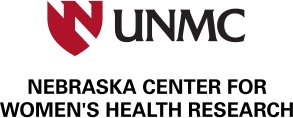 UNMC
NEBRASKA CENTER FOR
WOMEN'S HEALTH RESEARCH